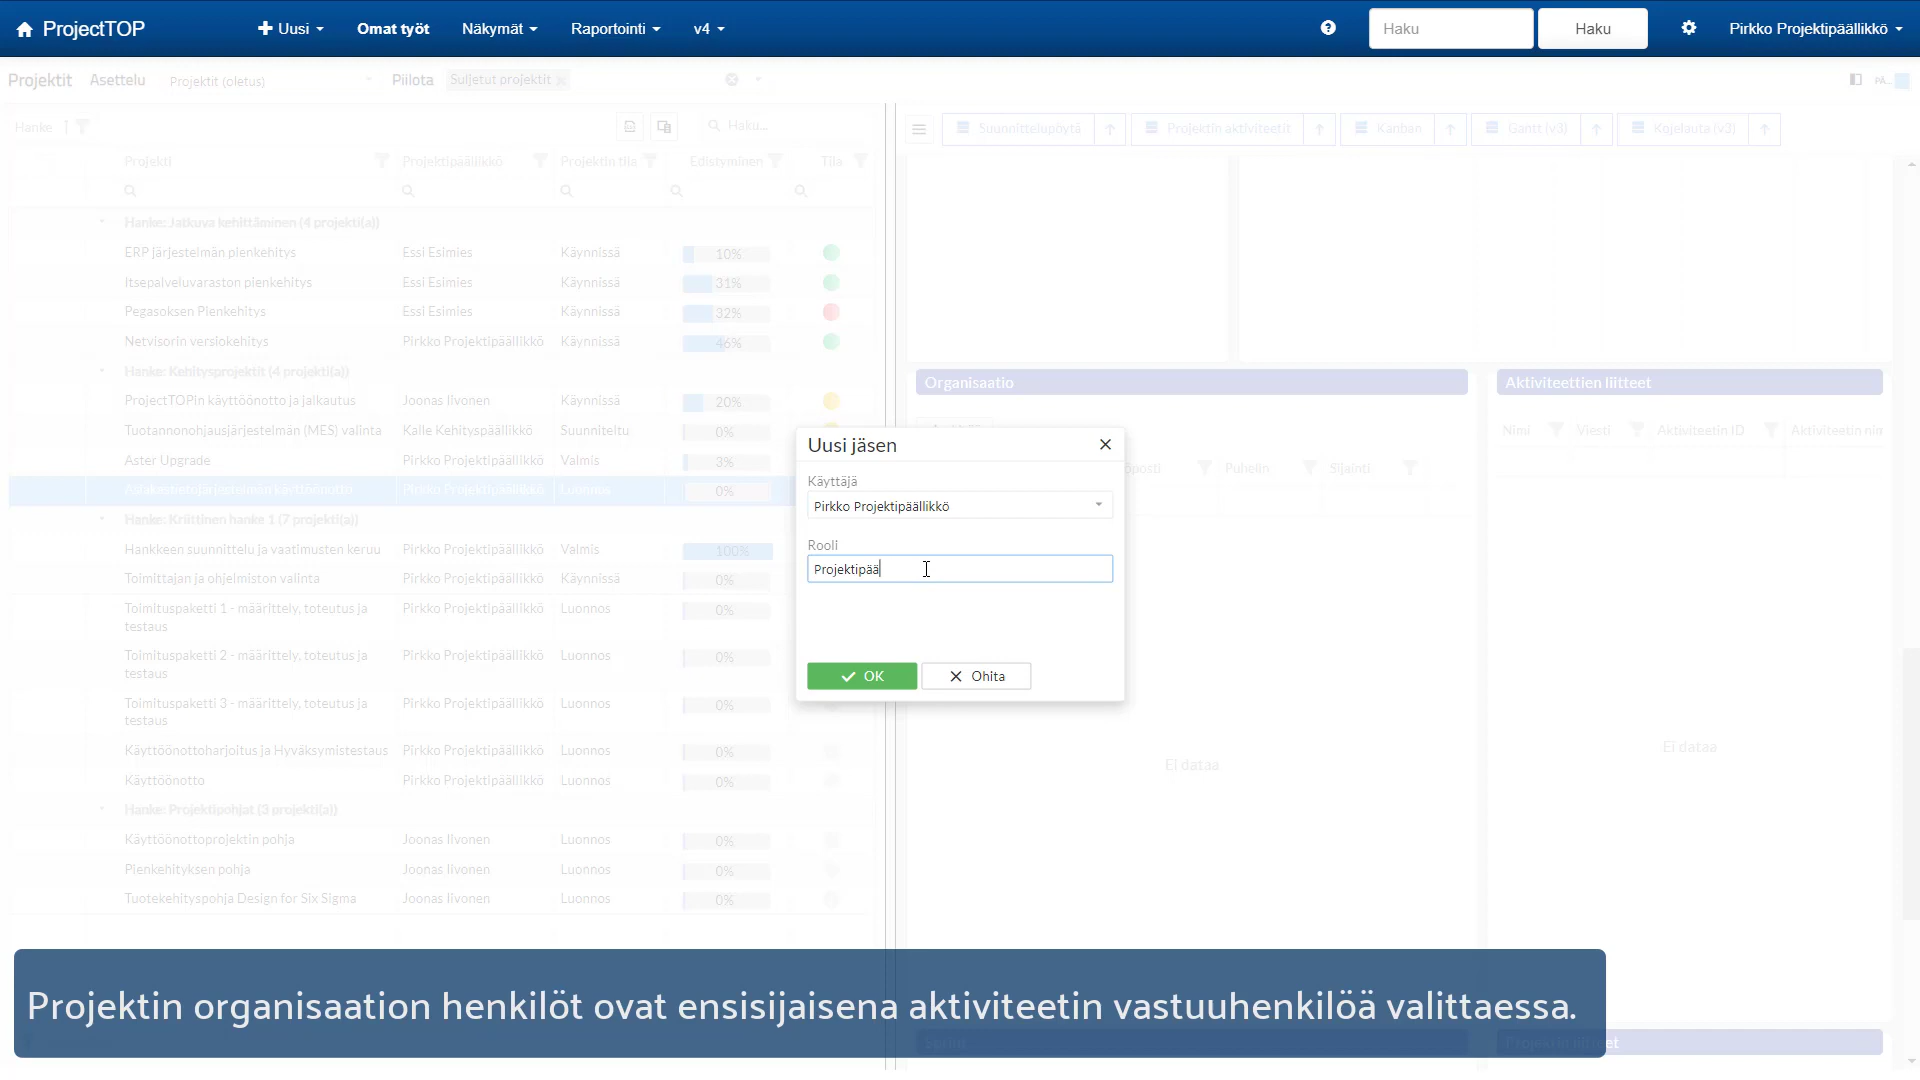 ProjectTOP
Uusi
Omat työt
Näkymät
Raportointi
v4
Haku
Haku
Pirkko Projektipäällikkö
Projektit
Asettelu
Projektit (oletus)
Piilota
Suljetut projektit
Hanke
Haku...
Suunnittelupöytä
Projektin aktiviteetit
Kanban
Gantt (v3)
Kojelauta (v3)
Projekti
Projektipäällikkö
Projektin tila
Edistyminen
Tila
Hanke: Jatkuva kehittäminen (4 projekti(a))
ERP järjestelmän pienkehitys Essi Esimies Käynnissä 10%
Itsepalveluvaraston pienkehitys Essi Esimies Käynnissä 31%
Pegasoksen Pienkehitys Essi Esimies Käynnissä 32%
Netvisorin versiokehitys Pirkko Projektipäällikkö Käynnissä 46%
Hanke: Kehitysprojektit (4 projekti(a))
ProjectTOPin käyttöönotto ja jalkautus Joonas Iivonen Käynnissä 20%
Tuotannonohjausjärjestelmän (MES) valinta Kalle Kehityspäällikkö Suunniteltu 0%
Aster Upgrade Pirkko Projektipäällikkö Valmis 3%
Asiakastietojärjestelmän käyttöönotto Pirkko Projektipäällikkö Luonnos 0%
Hanke: Kriittinen hanke 1 (7 projekti(a))
Hankkeen suunnittelu ja vaatimusten keruu Pirkko Projektipäällikkö Valmis 100%
Toimittajan ja ohjelmiston valinta Pirkko Projektipäällikkö Käynnissä 0%
Toimituspaketti 1 - määrittely, toteutus ja Pirkko Projektipäällikkö Luonnos 0%
testaus
Toimituspaketti 2 - määrittely, toteutus ja Pirkko Projektipäällikkö Luonnos 0%
testaus
Toimituspaketti 3 - määrittely, toteutus ja Pirkko Projektipäällikkö Luonnos 0%
testaus
Käyttöönottoharjoitus ja Hyväksymistestaus Pirkko Projektipäällikkö Luonnos 0%
Käyttöönotto Pirkko Projektipäällikkö Luonnos 0%
Hanke: Projektipohjat (3 projekti(a))
Käyttöönottoprojektin pohja Joonas Iivonen Luonnos 0%
Pienkehityksen pohja Joonas Iivonen Luonnos 0%
Tuotekehityspohja Design for Six Sigma Joonas Iivonen Luonnos 0%
Organisaatio
Puhelin
Sijainti
Ei dataa
Aktiviteettien liitteet
Nimi
Viesti
Aktiviteetin ID
Aktiviteetin nim
Ei dataa
Uusi jäsen
Käyttäjä
Pirkko Projektipäällikkö
Rooli
Projektipää
OK
Ohita
Projektin organisaation henkilöt ovat ensisijaisena aktiviteetin vastuuhenkilöä valittaessa.
Projektin liitteet